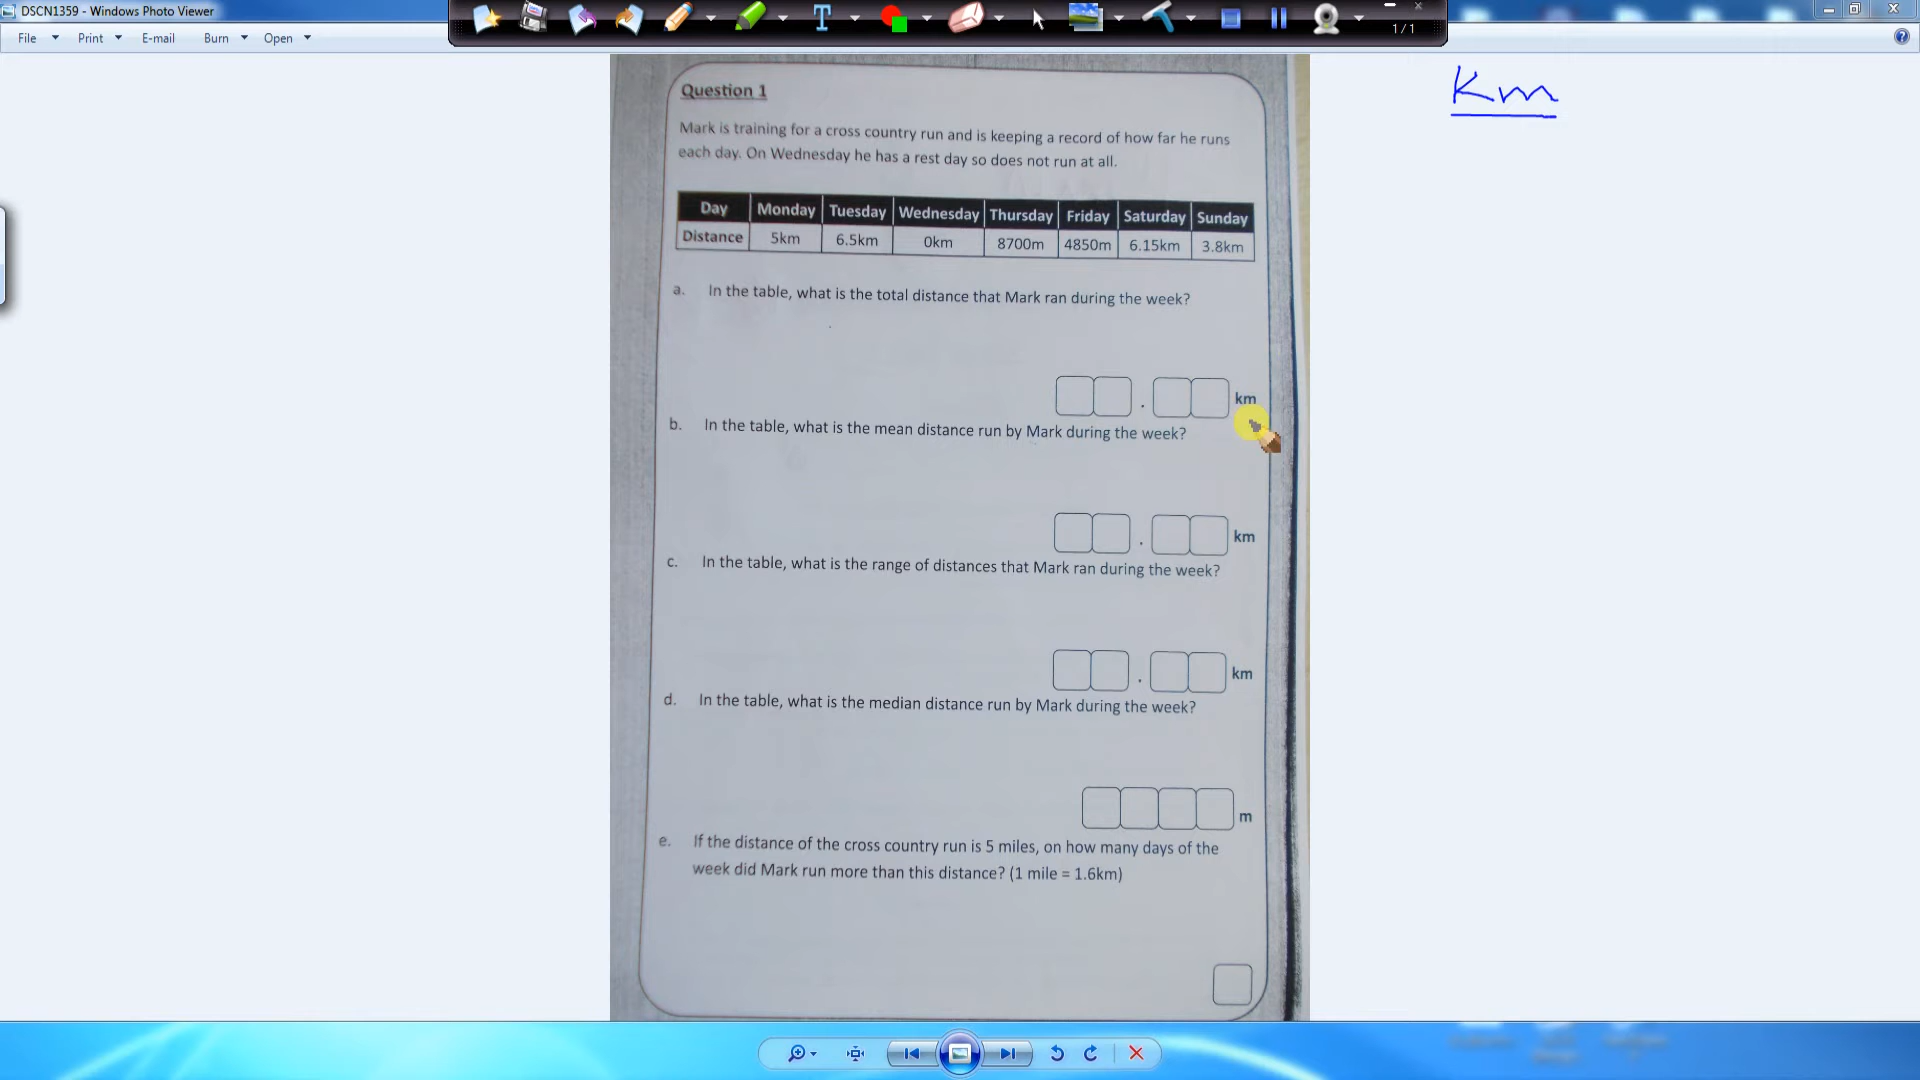 DSCN1359 - Windows Photo Viewer
File Print E-mail Burn Open
T
1/1
Km
Question 1
Mark is training for a cross country run and is keeping a record of how far he runs
each day. On Wednesday he has a rest day so does not run at all.
Day Monday Tuesday Wednesday Thursday Friday Saturday Sunday
Distance 5km 6.5km 0km 8700m 4850m 6.15km 3.8km
a. In the table, what is the total distance that Mark ran during the week?
. km
b. In the table, what is the mean distance run by Mark during the week?
. km
c. In the table, what is the range of distances that Mark ran during the week?
. km
d. In the table, what is the median distance run by Mark during the week?
m
e. If the distance of the cross country run is 5 miles, on how many days of the
week did Mark run more than this distance? (1 mile = 1.6km)